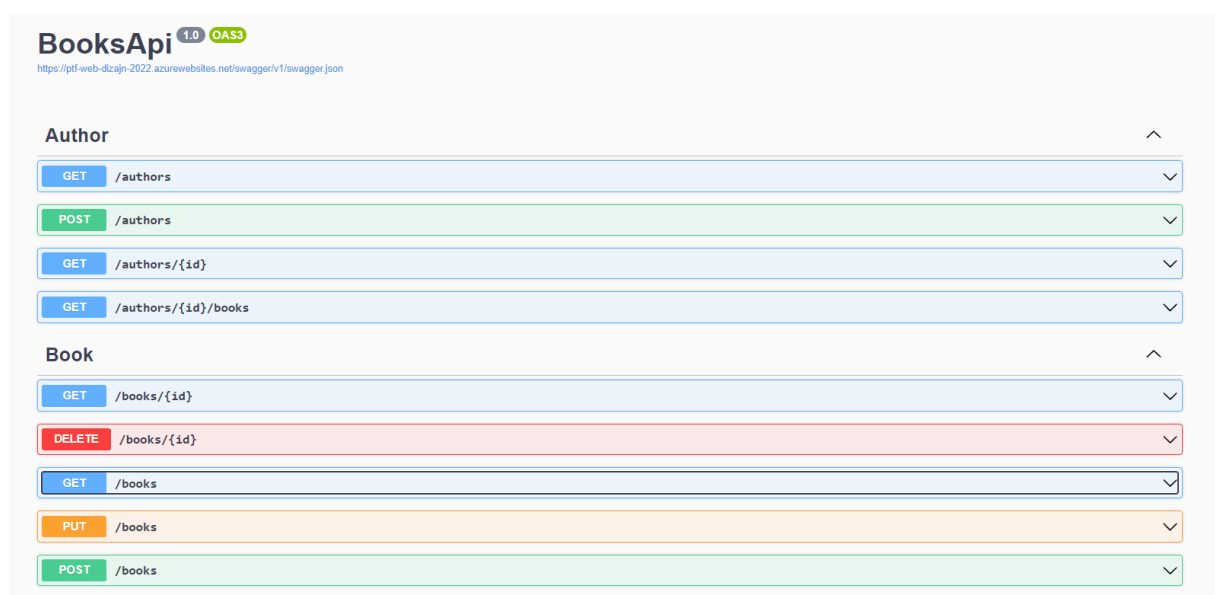 BooksApi 1.0 OAS3
https://ptf-web-dizajn-2022.azurewebsites.net/swagger/v1/swagger.json
Author
GET /authors
POST /authors
GET /authors/{id}
GET /authors/{id}/books
Book
GET /books/{id}
DELETE /books/{id}
GET /books
PUT /books
POST /books